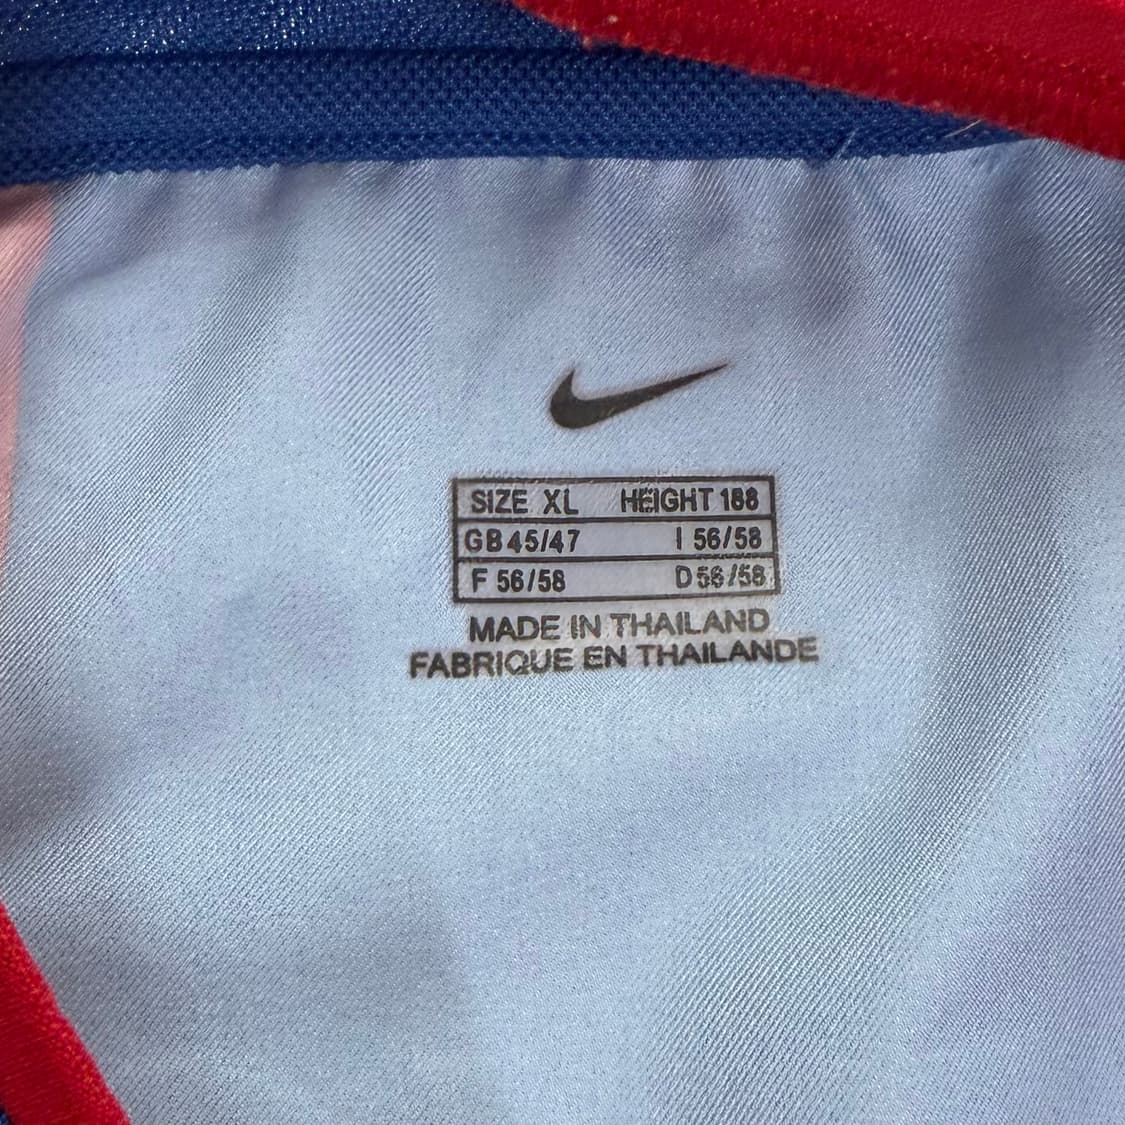 SIZE XL HEIGHT 188
GB 45/47 I 56/58
F 56/58 D 56/58
MADE IN THAILAND
FABRIQUE EN THAILANDE